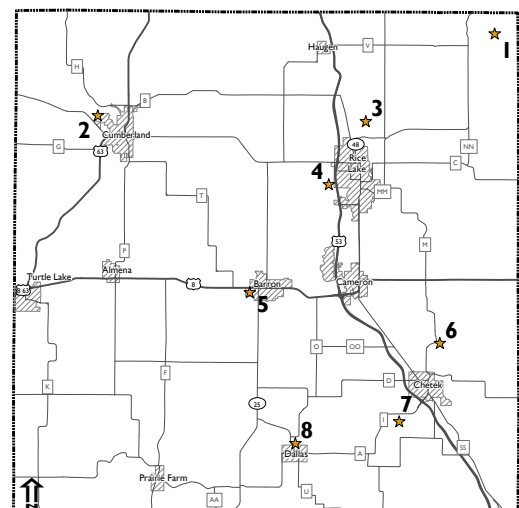 1
Haugen
V
H
B
3
2
Cumberland
48
NN
G
63
Rice
Lake
C
4
MM
T
M
53
P
Almena
Turtle Lake
8
Barron
Cameron
8 63
5
6
O
OO
F
D
Chetek
K
7
25
I
8
SS
Dallas
A
Prairie Farm
AA
U